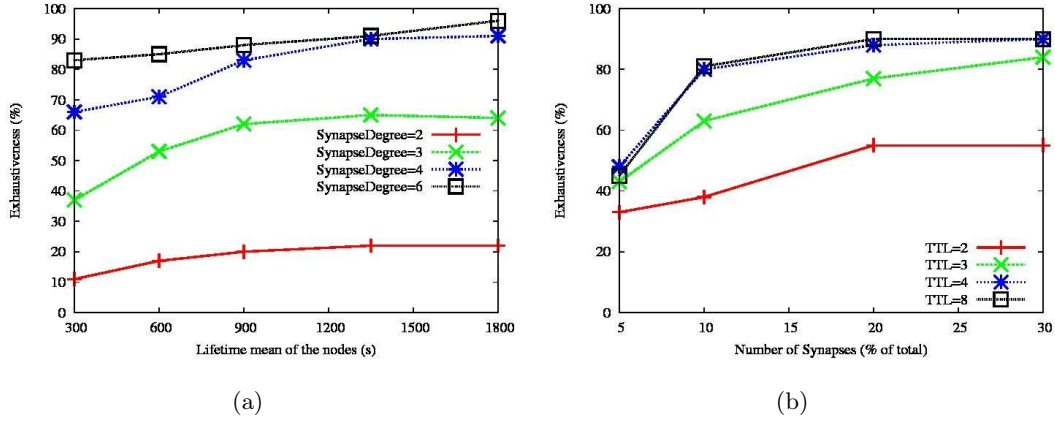 100
90
80
70
60
50
40
30
20
10
0
Exhaustiveness (%)
SynapseDegree=2
SynapseDegree=3
SynapseDegree=4
SynapseDegree=6
300 600 900 1200 1500 1800
Lifetime mean of the nodes (s)
(a)
100
80
60
40
20
0
Exhaustiveness (%)
TTL=2
TTL=3
TTL=4
TTL=8
5 10 15 20 25 30
Number of Synapses (% of total)
(b)